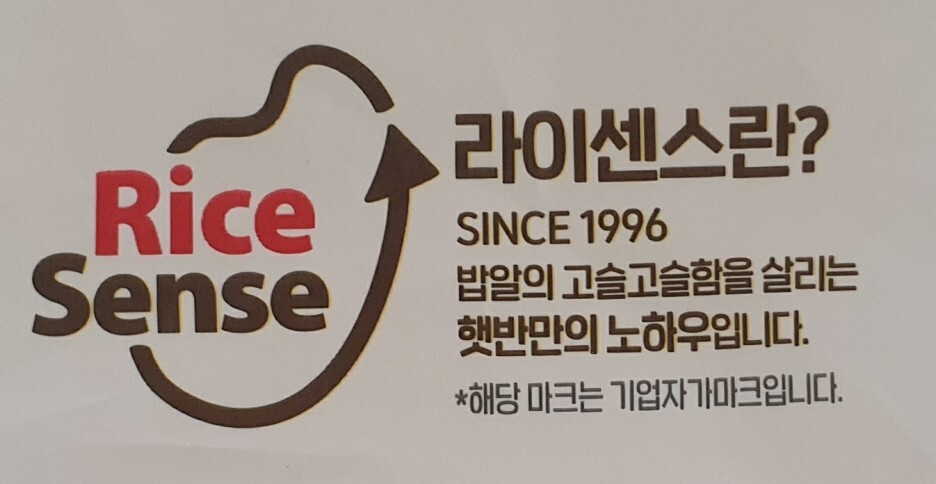 Rice
Sense
라이센스란?
SINCE 1996
밥알의 고슬고슬함을 살리는
햇반만의 노하우입니다.
*해당 마크는 기업자가마크입니다.